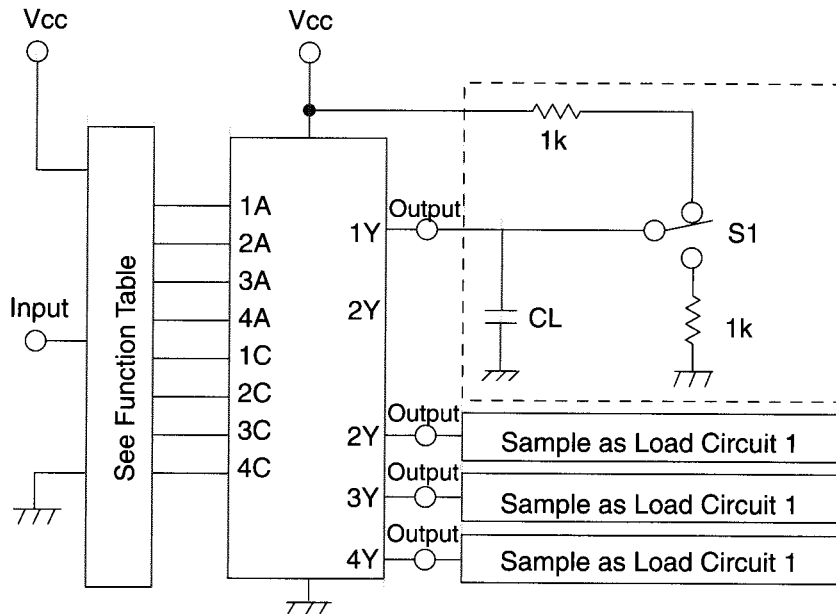 Vcc
Vcc
1k
1A
2A
3A
4A
1C
2C
3C
4C
Input
See Function Table
1Y
Output
2Y
CL
S1
1k
Output
2Y
Sample as Load Circuit 1
Output
3Y
Sample as Load Circuit 1
Output
4Y
Sample as Load Circuit 1